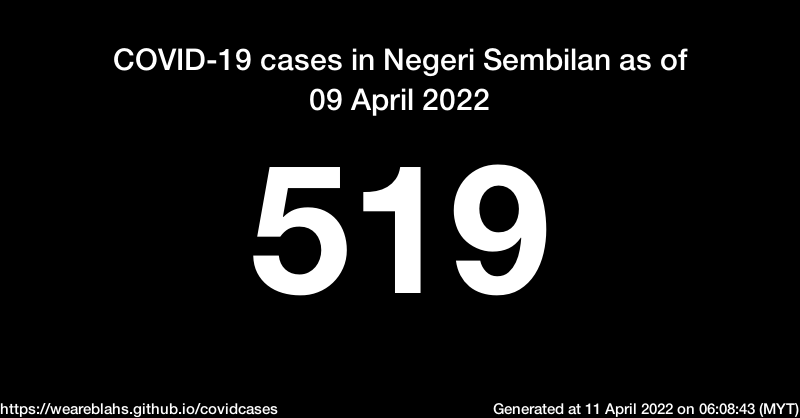 COVID-19 cases in Negeri Sembilan as of
09 April 2022
519
https://weareblahs.github.io/covidcases
Generated at 11 April 2022 on 06:08:43 (MYT)